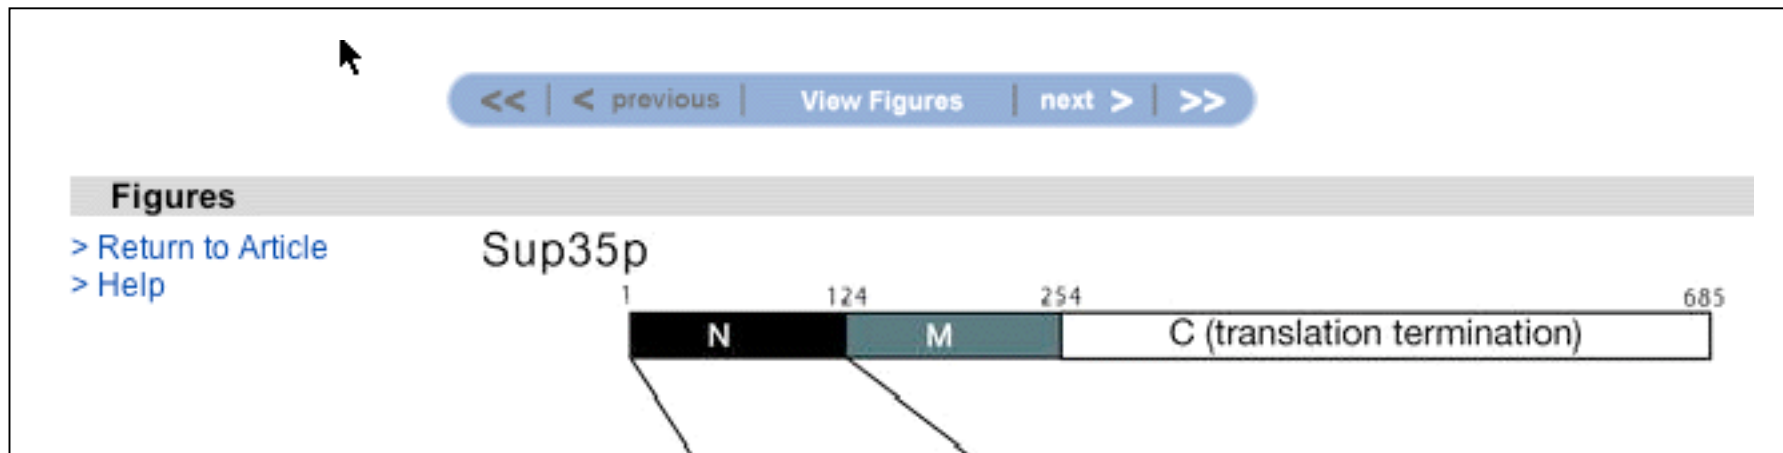 << | < previous | View Figures | next > | >>
Figures
> Return to Article
> Help
Sup35p
1 124 254 685
N M C (translation termination)